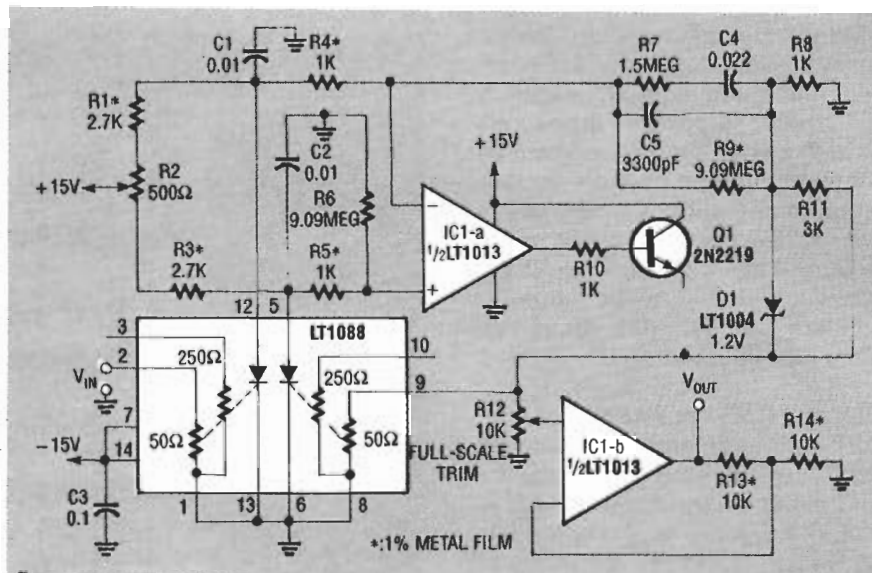 C1
0.01
R4*
1K
R7
1.5MEG
C4
0.022
R8
1K
R1*
2.7K
C2
0.01
+15V
C5
3300pF
R9*
9.09MEG
R2
500Ω
+15V
R6
9.09MEG
R11
3K
IC1-a
½LT1013
Q1
2N2219
R3*
2.7K
R5*
1K
R10
1K
D1
LT1004
1.2V
12
5
LT1088
3
2
10
9
VIN
250Ω
250Ω
7
50Ω
50Ω
14
-15V
R12
10K
FULL-SCALE
TRIM
VOUT
IC1-b
½LT1013
R14*
10K
R13*
10K
C3
0.1
1
13
6
8
*:1% METAL FILM
-
+